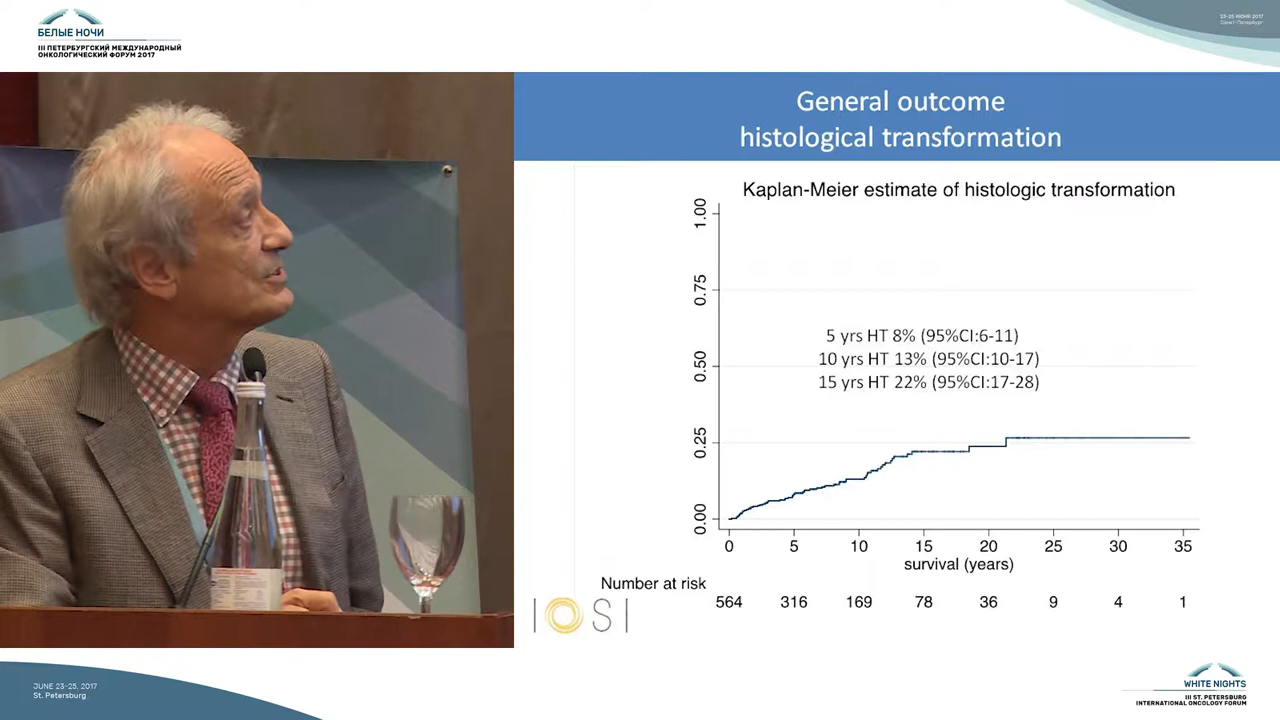 БЕЛЫЕ НОЧИ
III ПЕТЕРБУРГСКИЙ МЕЖДУНАРОДНЫЙ
ОНКОЛОГИЧЕСКИЙ ФОРУМ 2017
23-25 ИЮНЯ 2017
Санкт-Петербург
General outcome
histological transformation
Kaplan-Meier estimate of histologic transformation
1.00
0.75
0.50
0.25
0.00
5 yrs HT 8% (95%CI:6-11)
10 yrs HT 13% (95%CI:10-17)
15 yrs HT 22% (95%CI:17-28)
0 5 10 15 20 25 30 35
survival (years)
Number at risk
564 316 169 78 36 9 4 1
IOSI
JUNE 23-25, 2017
St. Petersburg
WHITE NIGHTS
III ST. PETERSBURG
INTERNATIONAL ONCOLOGY FORUM